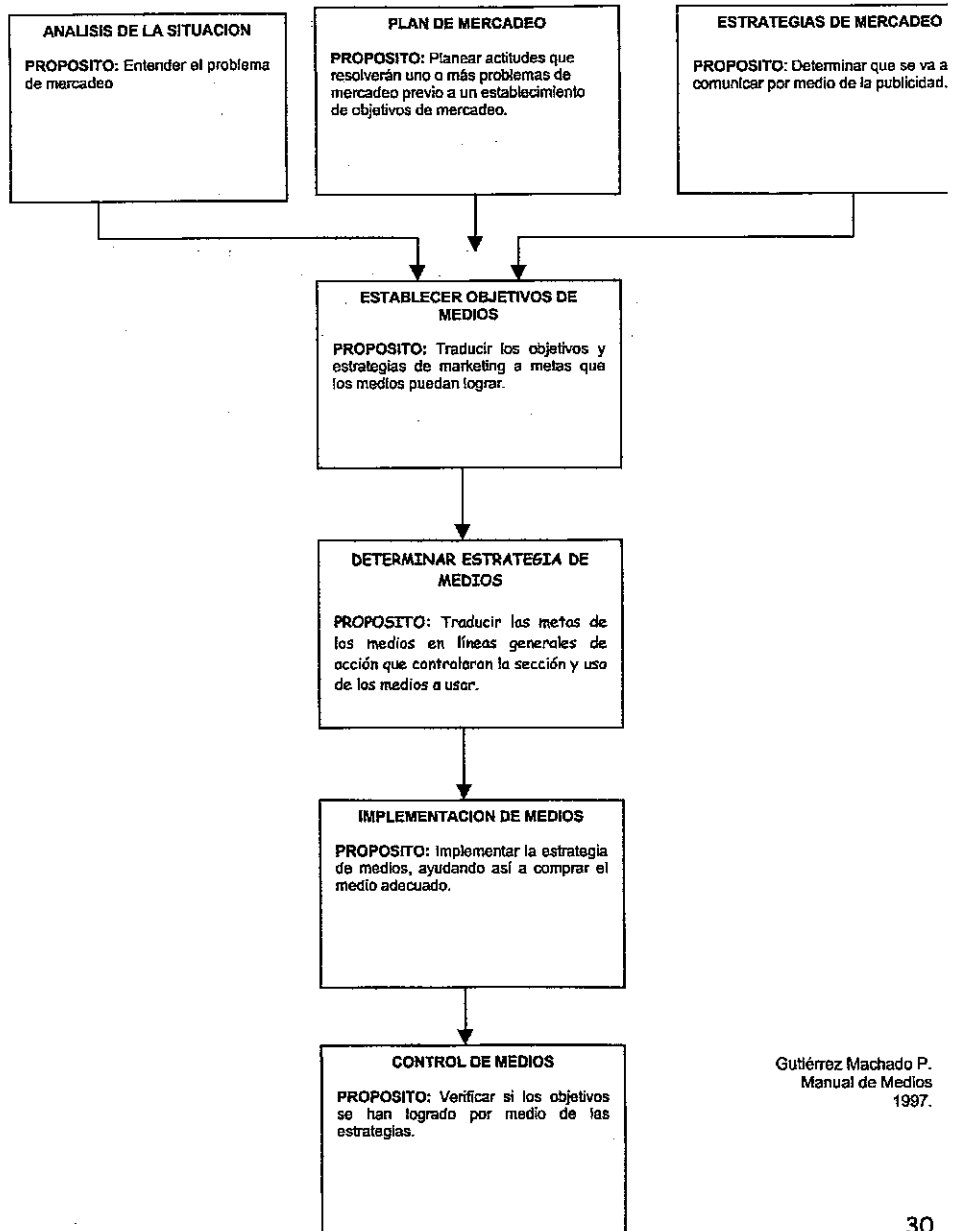 ANALISIS DE LA SITUACION
PROPOSITO: Entender el problema
de mercadeo
PLAN DE MERCADEO
PROPOSITO: Planear actitudes que
resolverán uno o más problemas de
mercadeo previo a un establecimiento
de objetivos de mercadeo.
ESTRATEGIAS DE MERCADEO
PROPOSITO: Determinar que se va a
comunicar por medio de la publicidad.
ESTABLECER OBJETIVOS DE
MEDIOS
PROPOSITO: Traducir los objetivos y
estrategias de marketing a metas que
los medios puedan lograr.
DETERMINAR ESTRATEGIA DE
MEDIOS
PROPOSITO: Traducir las metas de
los medios en líneas generales de
acción que controlaran la sección y uso
de los medios a usar.
IMPLEMENTACION DE MEDIOS
PROPOSITO: Implementar la estrategia
de medios, ayudando así a comprar el
medio adecuado.
CONTROL DE MEDIOS
PROPOSITO: Verificar si los objetivos
se han logrado por medio de las
estrategias.
Gutiérrez Machado P.
Manual de Medios
1997.
30